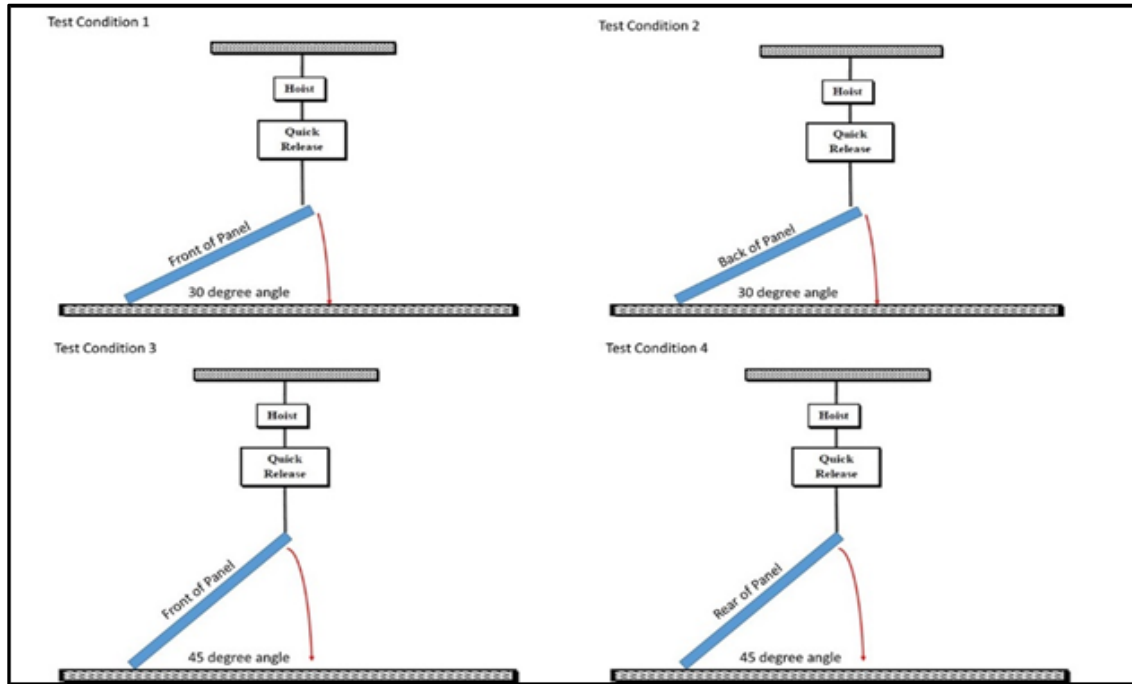 Test Condition 1
Hoist
Quick
Release
Front of Panel
30 degree angle
Test Condition 2
Hoist
Quick
Release
Back of Panel
30 degree angle
Test Condition 3
Hoist
Quick
Release
Front of Panel
45 degree angle
Test Condition 4
Hoist
Quick
Release
Rear of Panel
45 degree angle